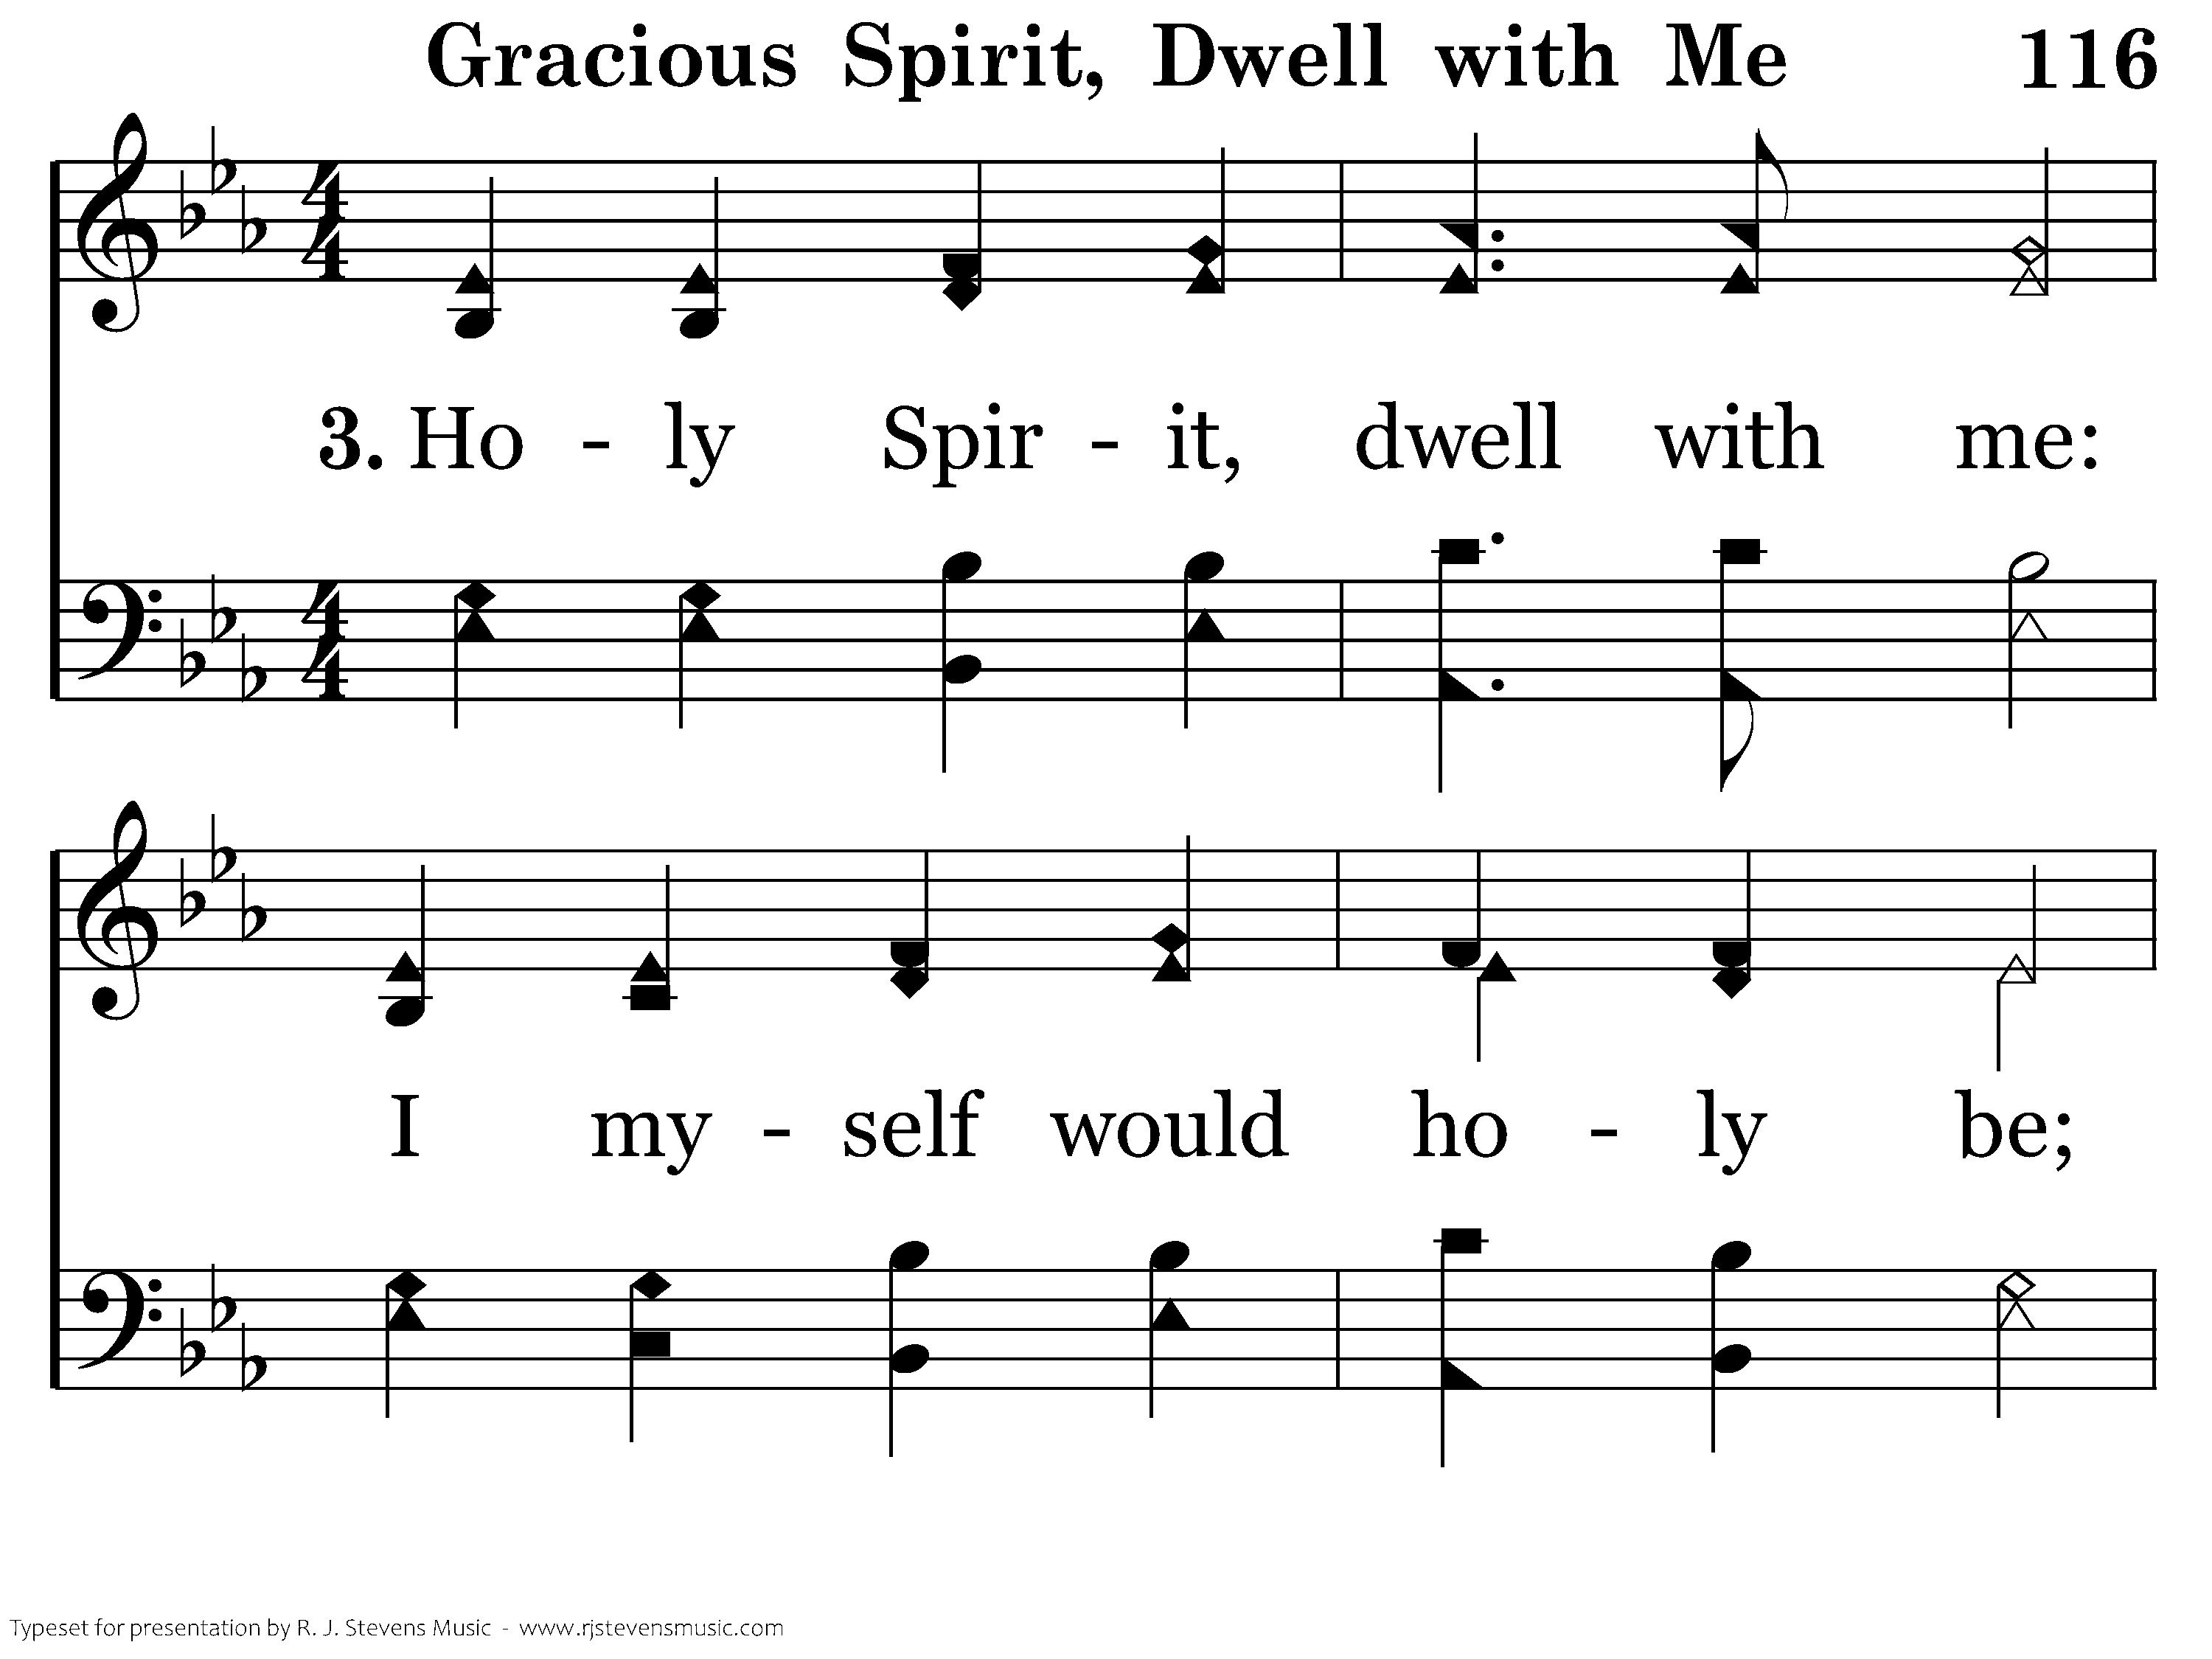 Gracious Spirit, Dwell with Me 116
3. Ho - ly Spir - it, dwell with me:
I my - self would ho - ly be;
Typeset for presentation by R. J. Stevens Music - www.rjstevensmusic.com